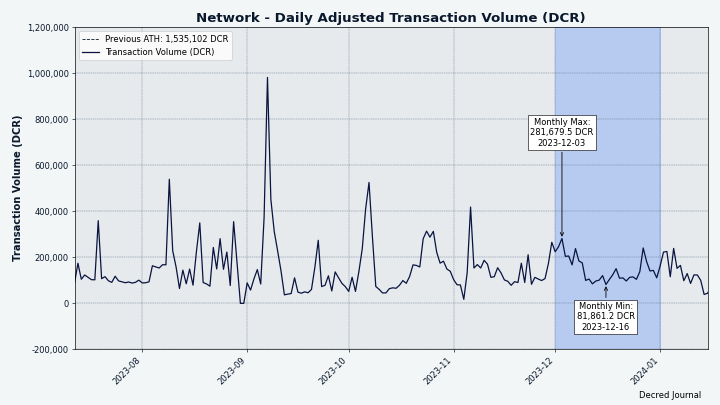 Network - Daily Adjusted Transaction Volume (DCR)
Previous ATH: 1,535,102 DCR
Transaction Volume (DCR)
Transaction Volume (DCR)
1,200,000
1,000,000
800,000
600,000
400,000
200,000
0
-200,000
Monthly Max:
281,679.5 DCR
2023-12-03
Monthly Min:
81,861.2 DCR
2023-12-16
2023-08
2023-09
2023-10
2023-11
2023-12
2024-01
Decred Journal